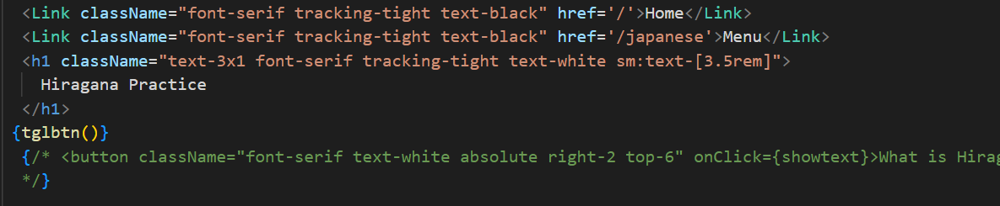 <Link className="font-serif tracking-tight text-black" href='/'>Home</Link>
<Link className="font-serif tracking-tight text-black" href='/japanese'>Menu</Link>
<h1 className="text-3x1 font-serif tracking-tight text-white sm:text-[3.5rem]">
Hiragana Practice
</h1>
{tglbtn()}
{/* <button className="font-serif text-white absolute right-2 top-6" onClick={showtext}>What is Hirag
*/}